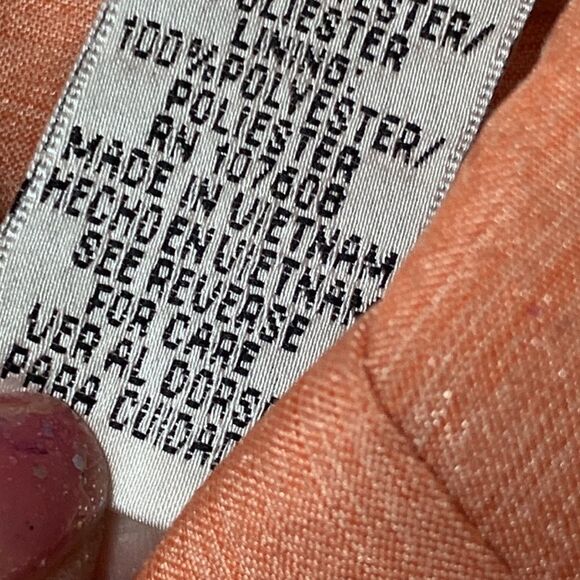 POLYESTER/
POLIESTER
LINING:
100%POLYESTER/
POLIESTER
RN 107608
MADE IN VIETNAM
HECHO EN VIETNAM
SEE REVERSE
FOR CARE
VER AL DORSO
PARA CUIDADO